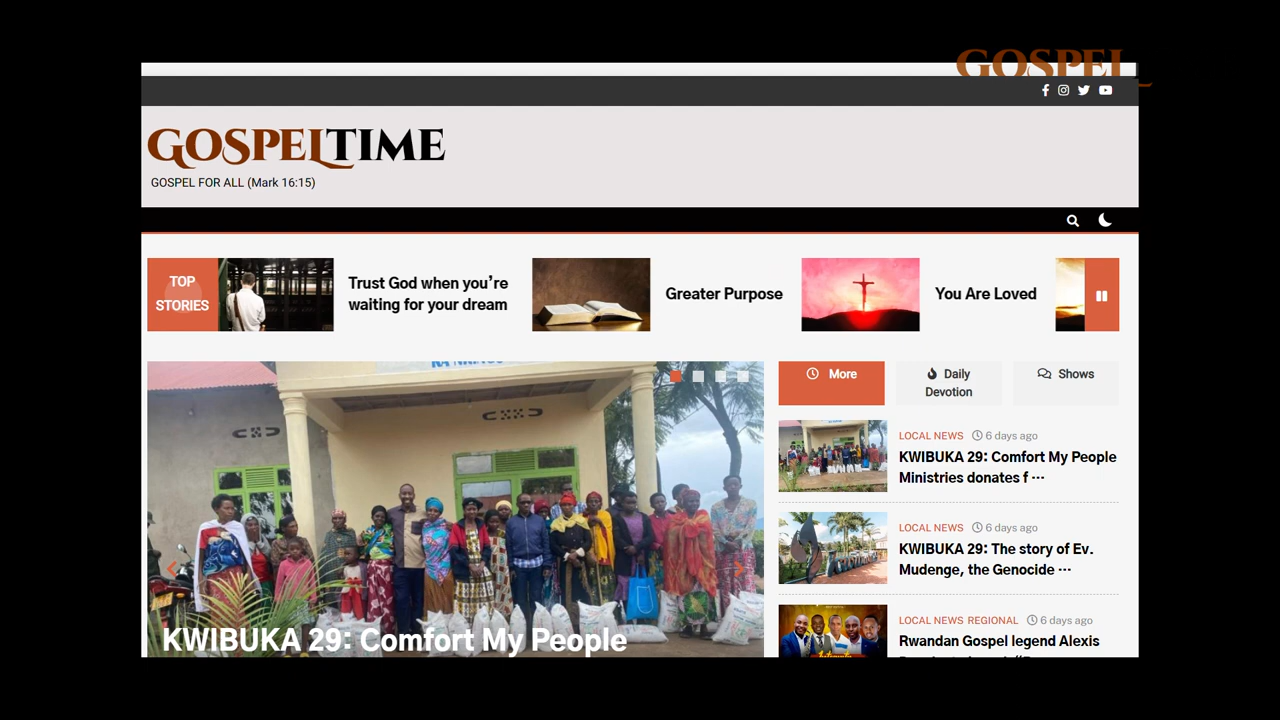 GOSPEL
GOSPELTIME
GOSPEL FOR ALL (Mark 16:15)
TOP
STORIES
Trust God when you're
waiting for your dream
Greater Purpose
You Are Loved
More
Daily
Devotion
Shows
LOCAL NEWS 6 days ago
KWIBUKA 29: Comfort My People
Ministries donates f ···
LOCAL NEWS 6 days ago
KWIBUKA 29: The story of Ev.
Mudenge, the Genocide ···
LOCAL NEWS REGIONAL 6 days ago
Rwandan Gospel legend Alexis
KWIBUKA 29: Comfort My People